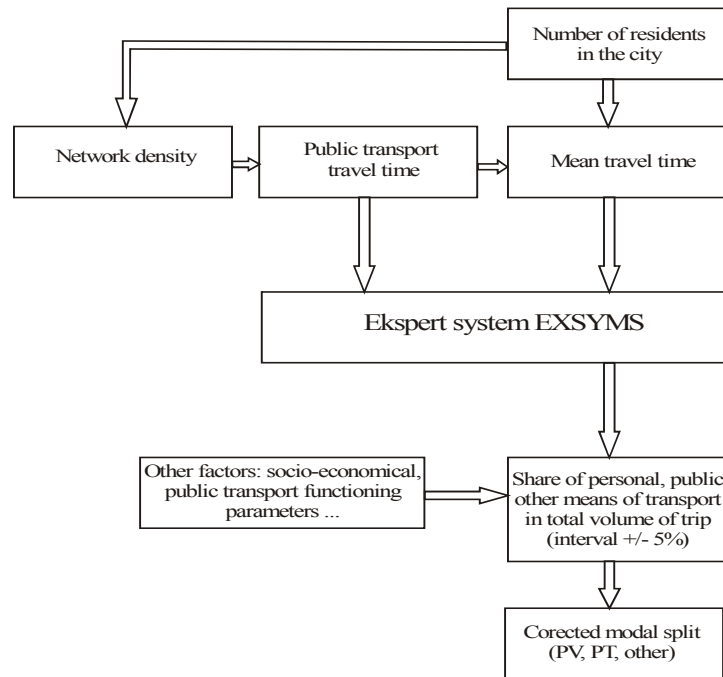 Number of residents
in the city
Network density
Public transport
travel time
Mean travel time
Ekspert system EXSYMS
Other factors: socio-economical,
public transport functioning
parameters ...
Share of personal, public
other means of transport
in total volume of trip
(interval +/- 5%)
Corected modal split
(PV, PT, other)